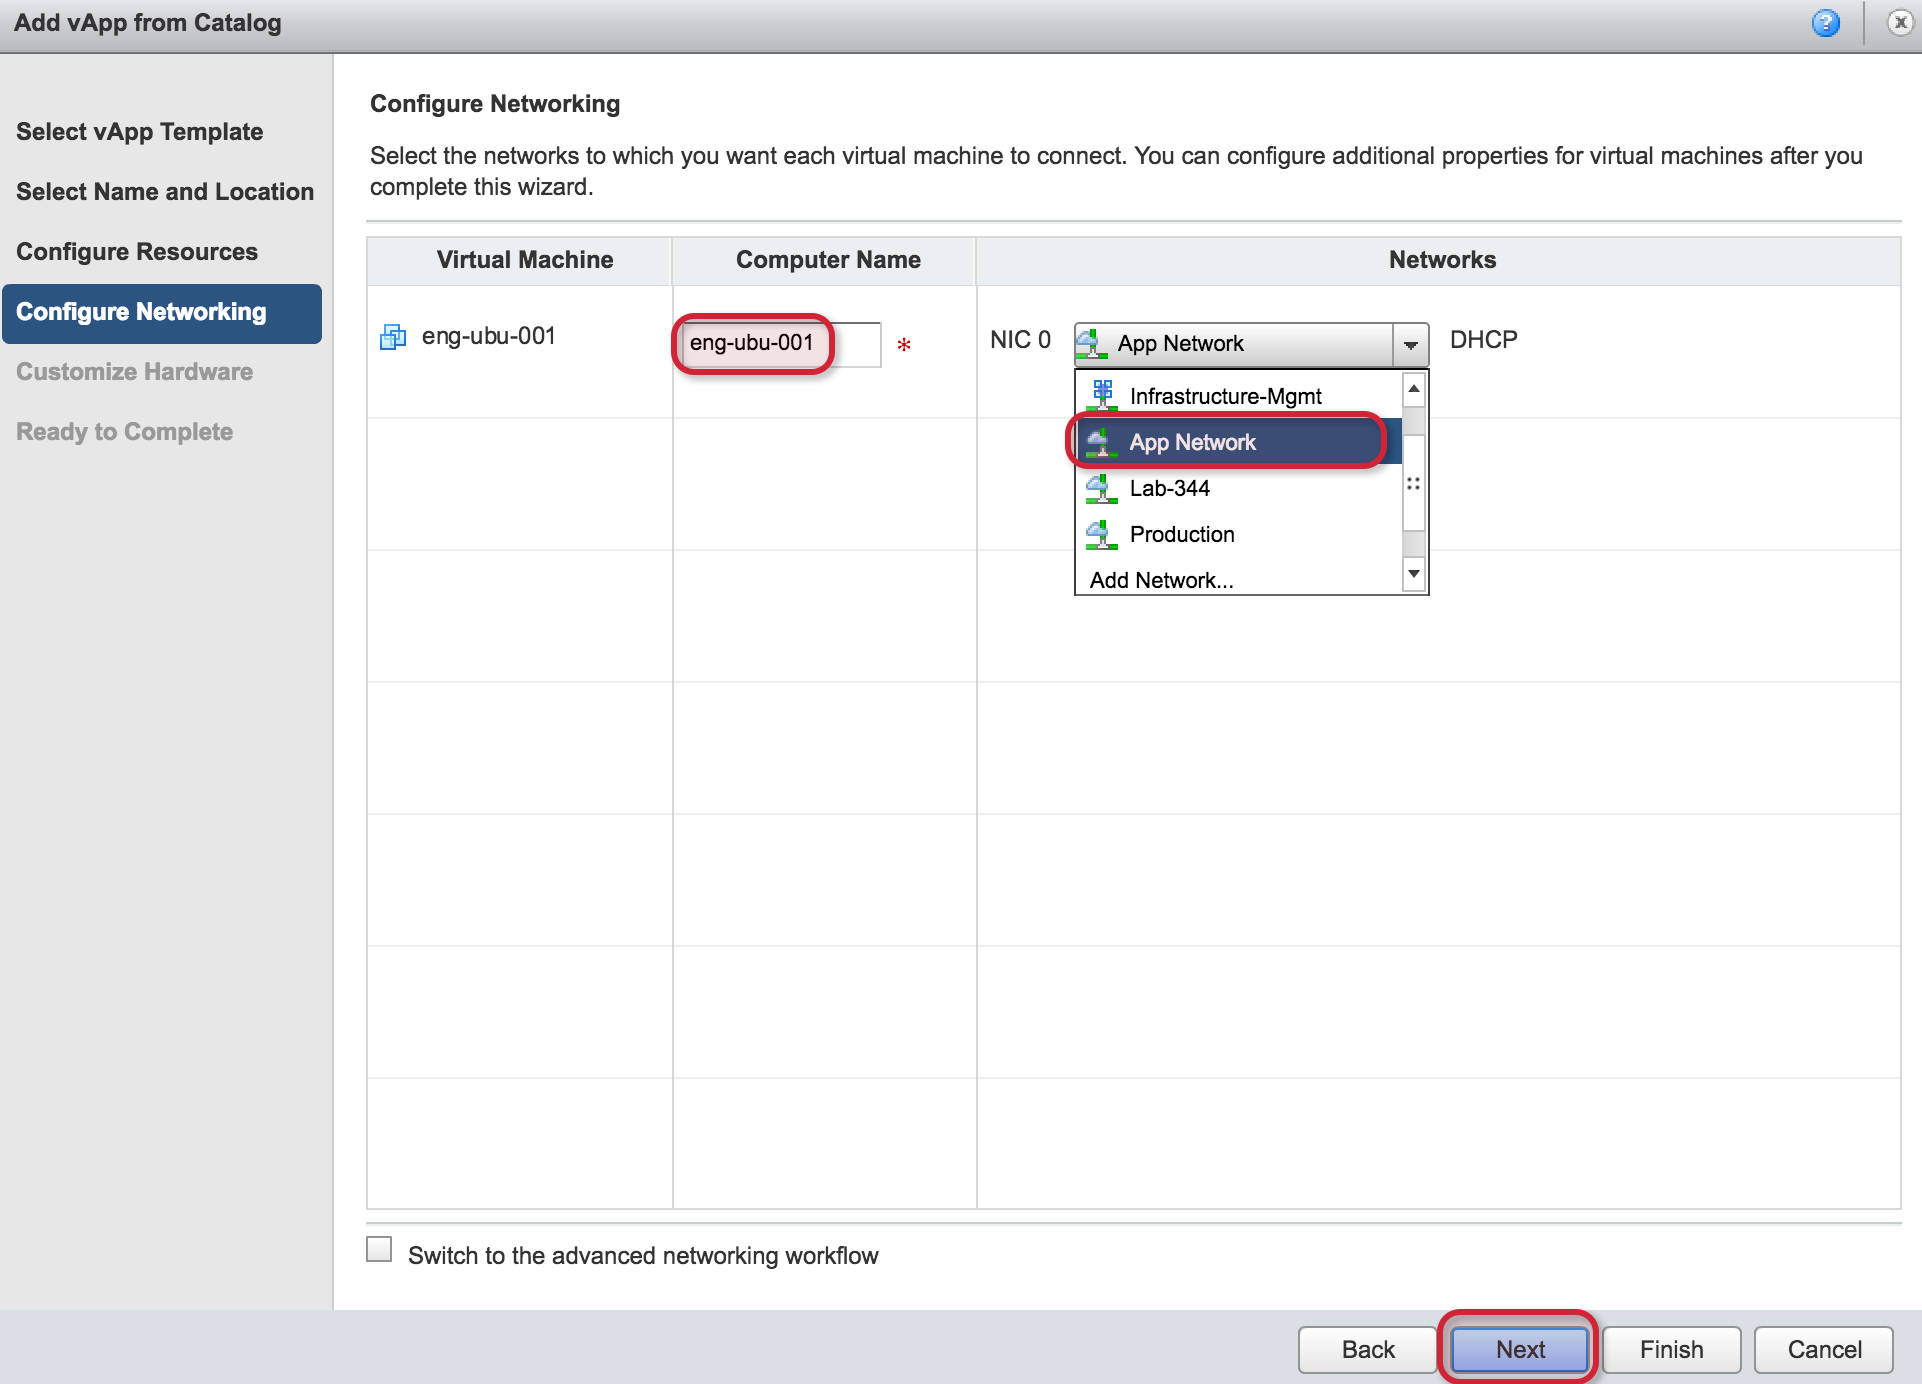 Add vApp from Catalog
Select vApp Template
Select Name and Location
Configure Resources
Configure Networking
Customize Hardware
Ready to Complete
Configure Networking
Select the networks to which you want each virtual machine to connect. You can configure additional properties for virtual machines after you
complete this wizard.
Virtual Machine Computer Name Networks
eng-ubu-001 eng-ubu-001 * NIC 0 App Network DHCP
Infrastructure-Mgmt
App Network
Lab-344
Production
Add Network...
Switch to the advanced networking workflow
Back Next Finish Cancel